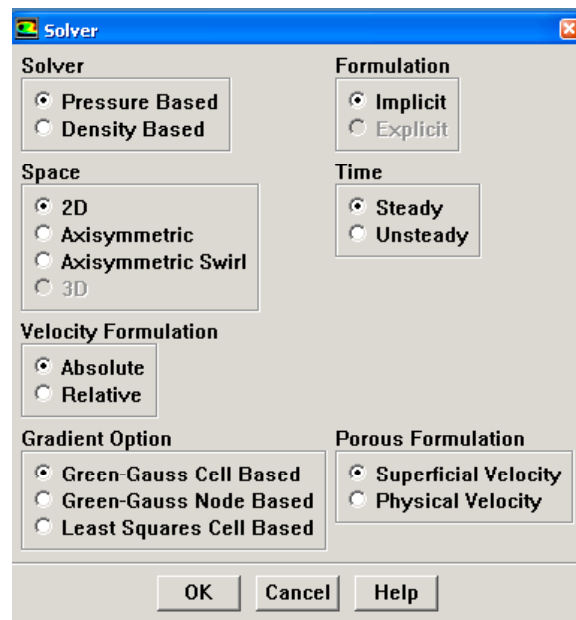 Solver
Solver
Pressure Based
Density Based
Formulation
Implicit
Explicit
Space
2D
Axisymmetric
Axisymmetric Swirl
3D
Time
Steady
Unsteady
Velocity Formulation
Absolute
Relative
Gradient Option
Green-Gauss Cell Based
Green-Gauss Node Based
Least Squares Cell Based
Porous Formulation
Superficial Velocity
Physical Velocity
OK
Cancel
Help